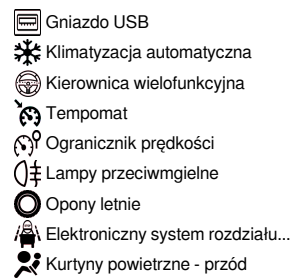 Gniazdo USB
Klimatyzacja automatyczna
Kierownica wielofunkcyjna
Tempomat
Ogranicznik prędkości
Lampy przeciwmgielne
Opony letnie
Elektroniczny system rozdziału...
Kurtyny powietrzne - przód